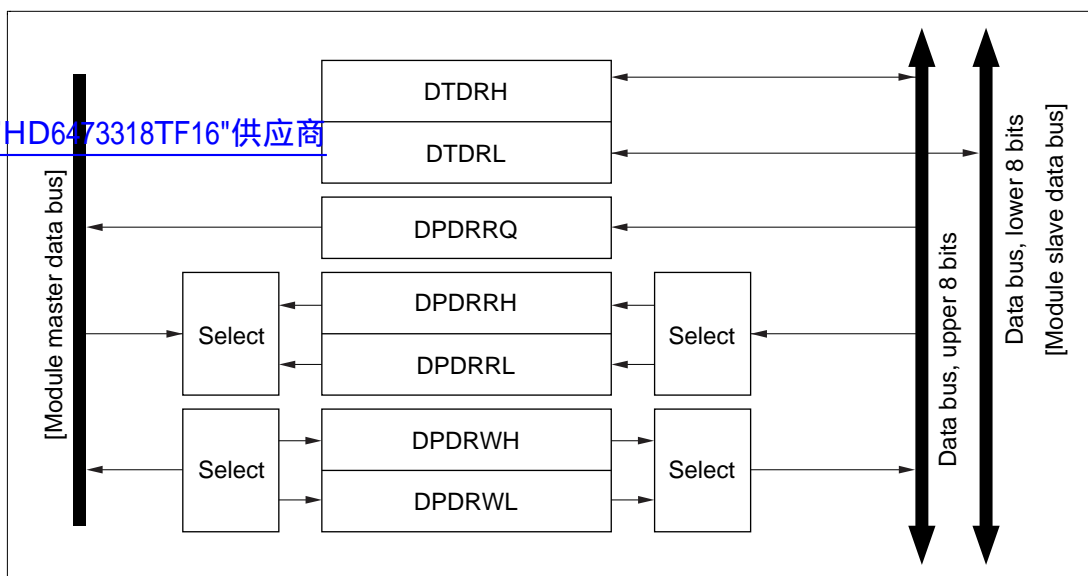 DTDRH
HD6473318TF16"供应商
DTDRL
DPDRRQ
[Module master data bus]
Select
DPDRRH
DPDRRL
Select
Select
DPDRWH
DPDRWL
Select
Data bus, upper 8 bits
Data bus, lower 8 bits
[Module slave data bus]